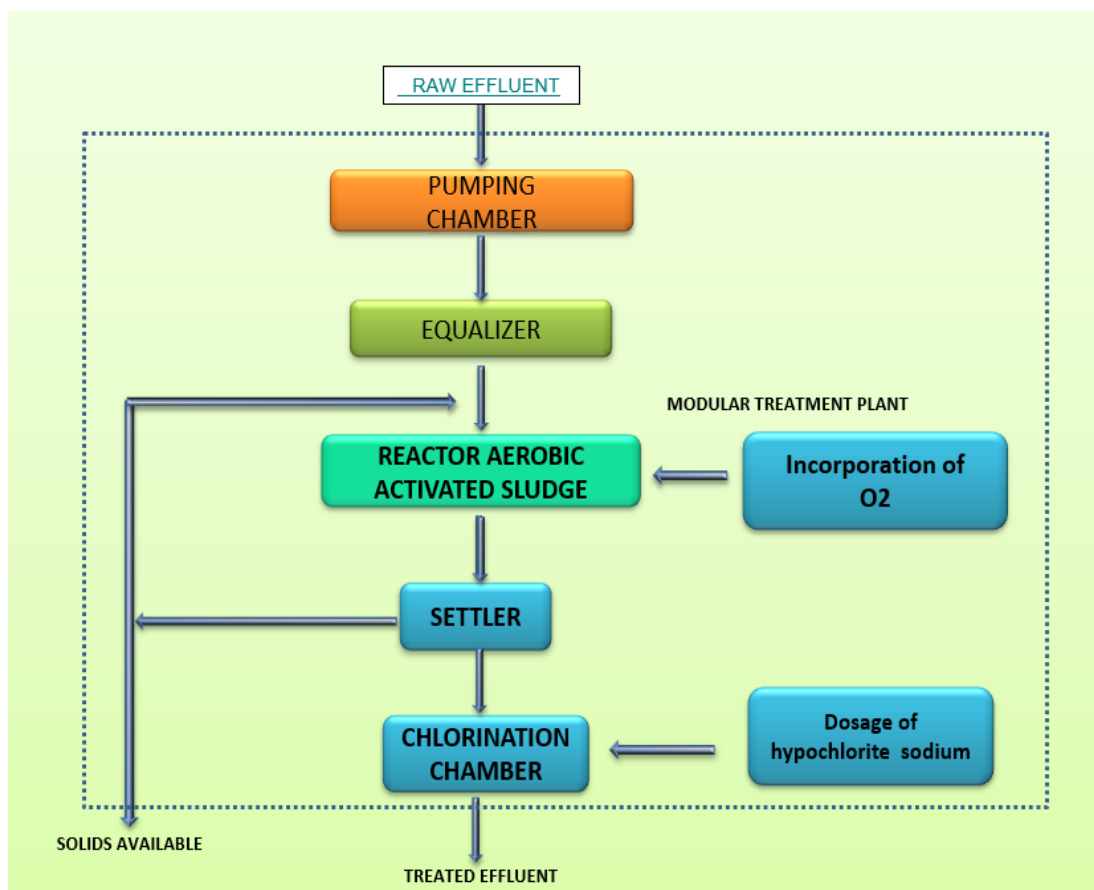 RAW EFFLUENT
PUMPING
CHAMBER
EQUALIZER
MODULAR TREATMENT PLANT
REACTOR AEROBIC
ACTIVATED SLUDGE
Incorporation of
O2
SETTLER
CHLORINATION
CHAMBER
Dosage of
hypochlorite sodium
SOLIDS AVAILABLE
TREATED EFFLUENT